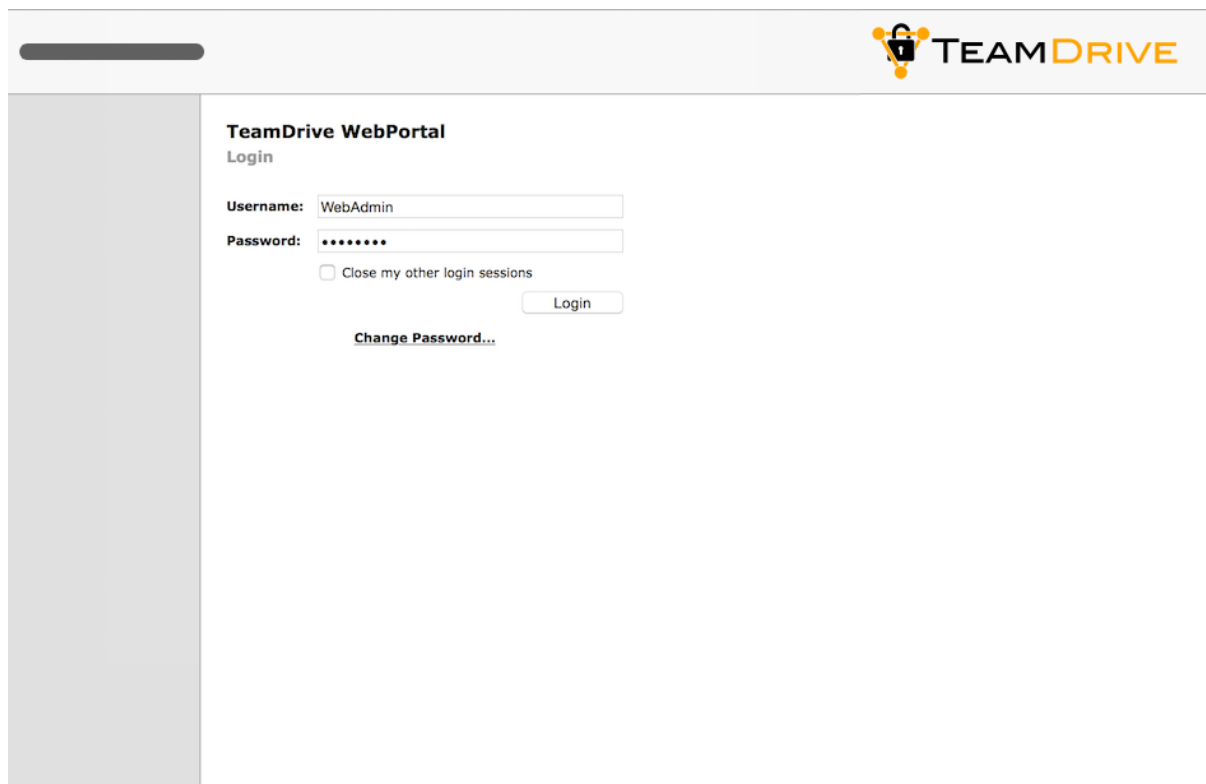 TEAMDRIVE
TeamDrive WebPortal
Login
Username: WebAdmin
Password: ••••••••
Close my other login sessions
Login
Change Password...